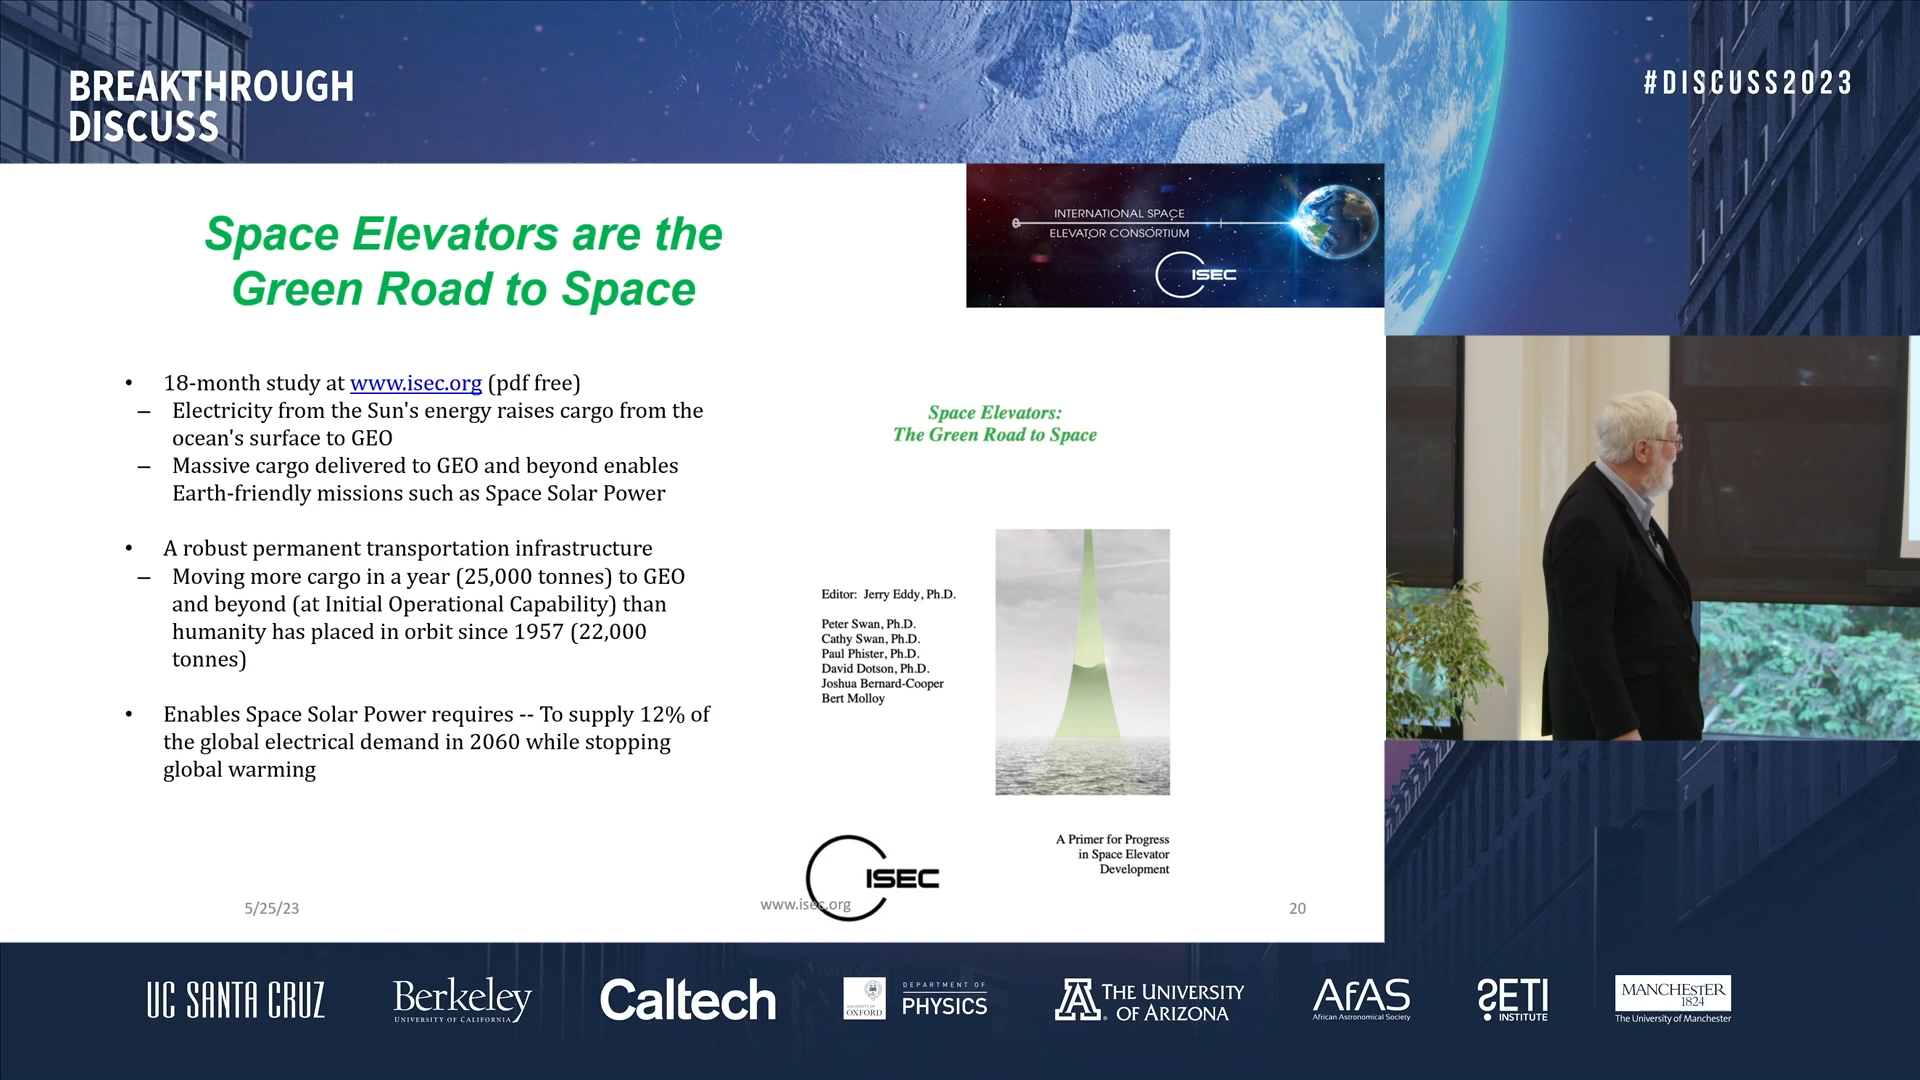 BREAKTHROUGH
DISCUSS
#DISCUSS2023
INTERNATIONAL SPACE
ELEVATOR CONSORTIUM
ISEC
Space Elevators are the
Green Road to Space
• 18-month study at www.isec.org (pdf free)
– Electricity from the Sun's energy raises cargo from the
ocean's surface to GEO
– Massive cargo delivered to GEO and beyond enables
Earth-friendly missions such as Space Solar Power
• A robust permanent transportation infrastructure
– Moving more cargo in a year (25,000 tonnes) to GEO
and beyond (at Initial Operational Capability) than
humanity has placed in orbit since 1957 (22,000
tonnes)
• Enables Space Solar Power requires -- To supply 12% of
the global electrical demand in 2060 while stopping
global warming
Space Elevators:
The Green Road to Space
Editor: Jerry Eddy, Ph.D.
Peter Swan, Ph.D.
Cathy Swan, Ph.D.
Paul Phister, Ph.D.
David Dotson, Ph.D.
Joshua Bernard-Cooper
Bert Molloy
A Primer for Progress
in Space Elevator
Development
ISEC
5/25/23
www.isec.org
20
UC SANTA CRUZ
Berkeley
UNIVERSITY OF CALIFORNIA
Caltech
UNIVERSITY OF
OXFORD
DEPARTMENT OF
PHYSICS
A
THE UNIVERSITY
OF ARIZONA
AfAS
African Astronomical Society
SETI
INSTITUTE
MANCHESTER
1824
The University of Manchester